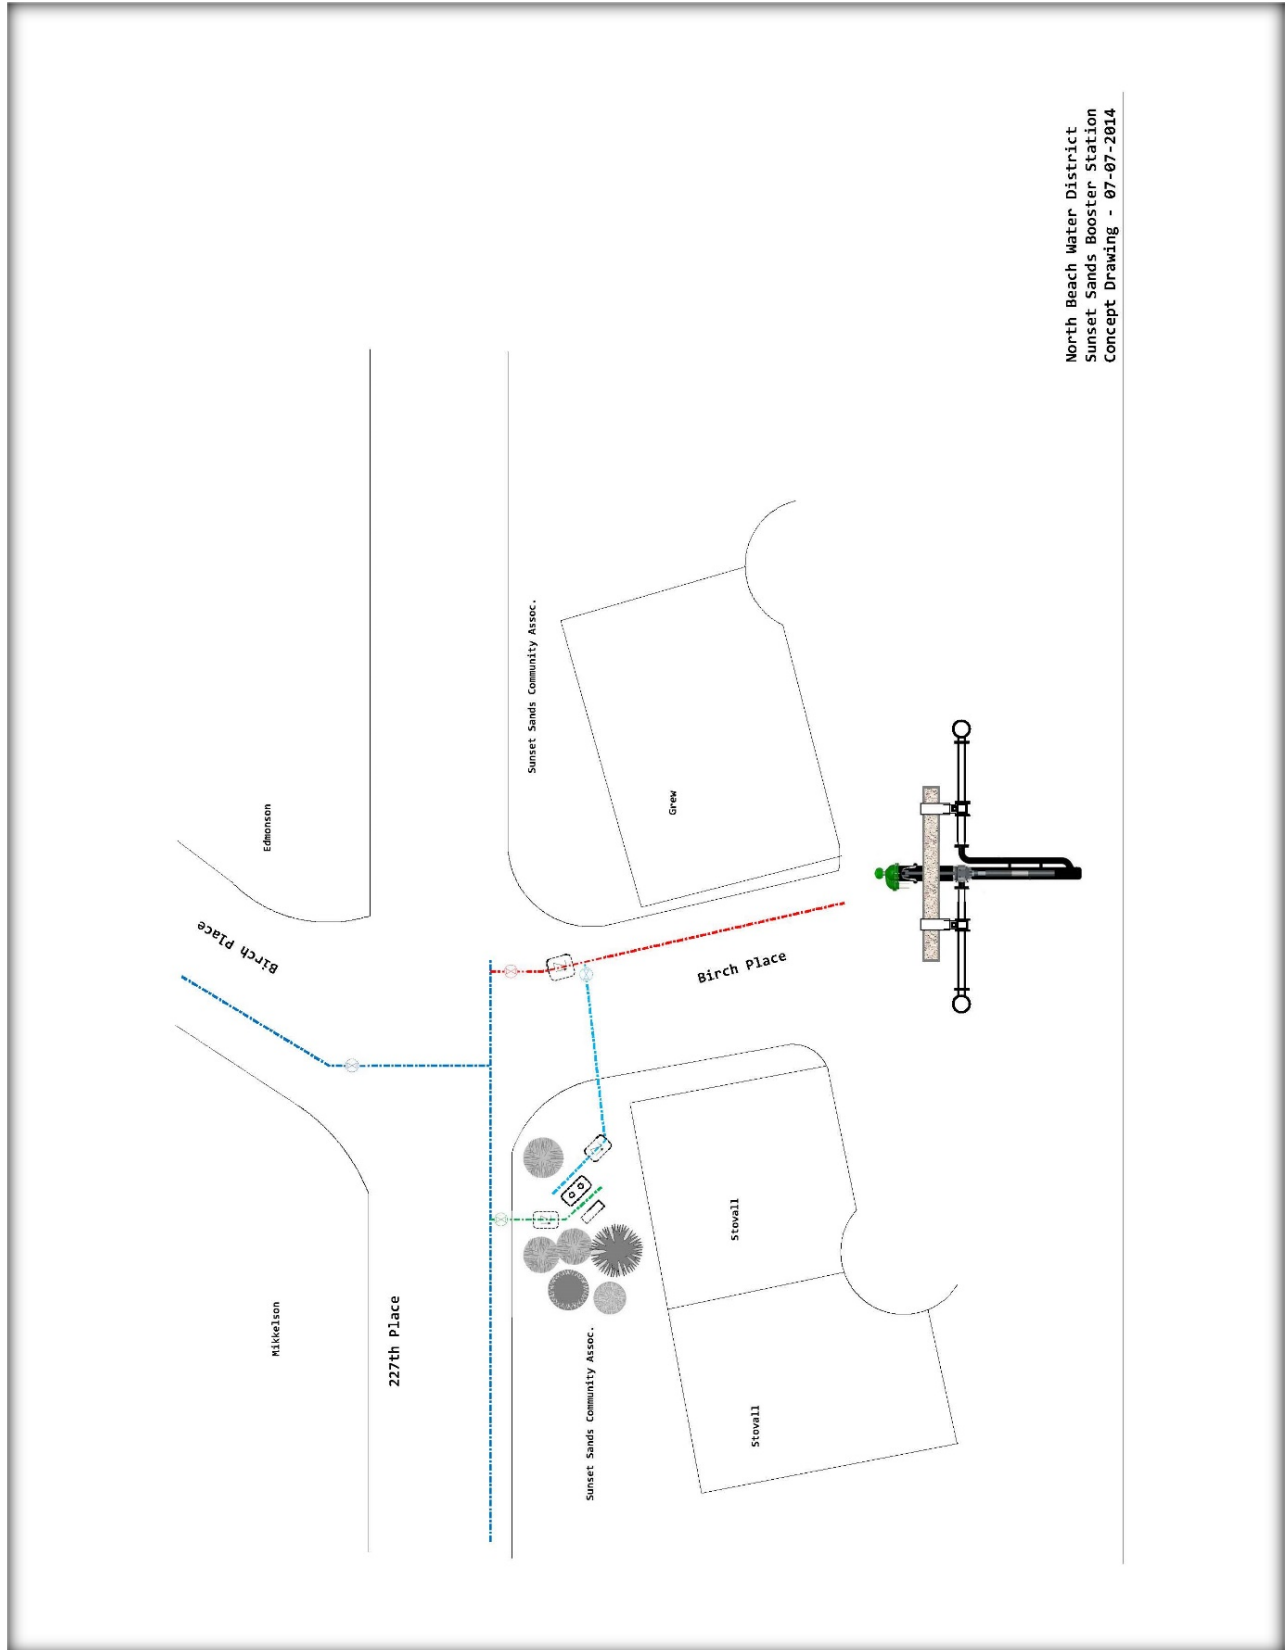 North Beach Water District
Sunset Sands Booster Station
Concept Drawing - 07-07-2014
Edmonson
Birch Place
Sunset Sands Community Assoc.
Grew
Birch Place
Mikkelson
227th Place
Sunset Sands Community Assoc.
Stovall
Stovall